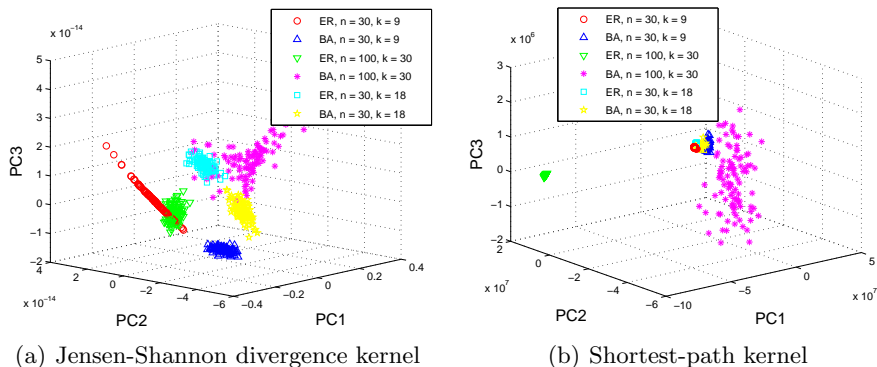 x 10⁻¹⁴
5
4
3
2
1
0
−1
−2
PC3
4
2
0
−2
−4
−6
x 10⁻¹⁴
PC2
−0.4
−0.2
0
0.2
0.4
PC1
ER, n = 30, k = 9
BA, n = 30, k = 9
ER, n = 100, k = 30
BA, n = 100, k = 30
ER, n = 30, k = 18
BA, n = 30, k = 18
(a) Jensen-Shannon divergence kernel
x 10⁶
3
2
1
0
−1
−2
PC3
2
0
−2
−4
−6
x 10⁷
PC2
−10
−5
0
5
x 10⁷
PC1
ER, n = 30, k = 9
BA, n = 30, k = 9
ER, n = 100, k = 30
BA, n = 100, k = 30
ER, n = 30, k = 18
BA, n = 30, k = 18
(b) Shortest-path kernel